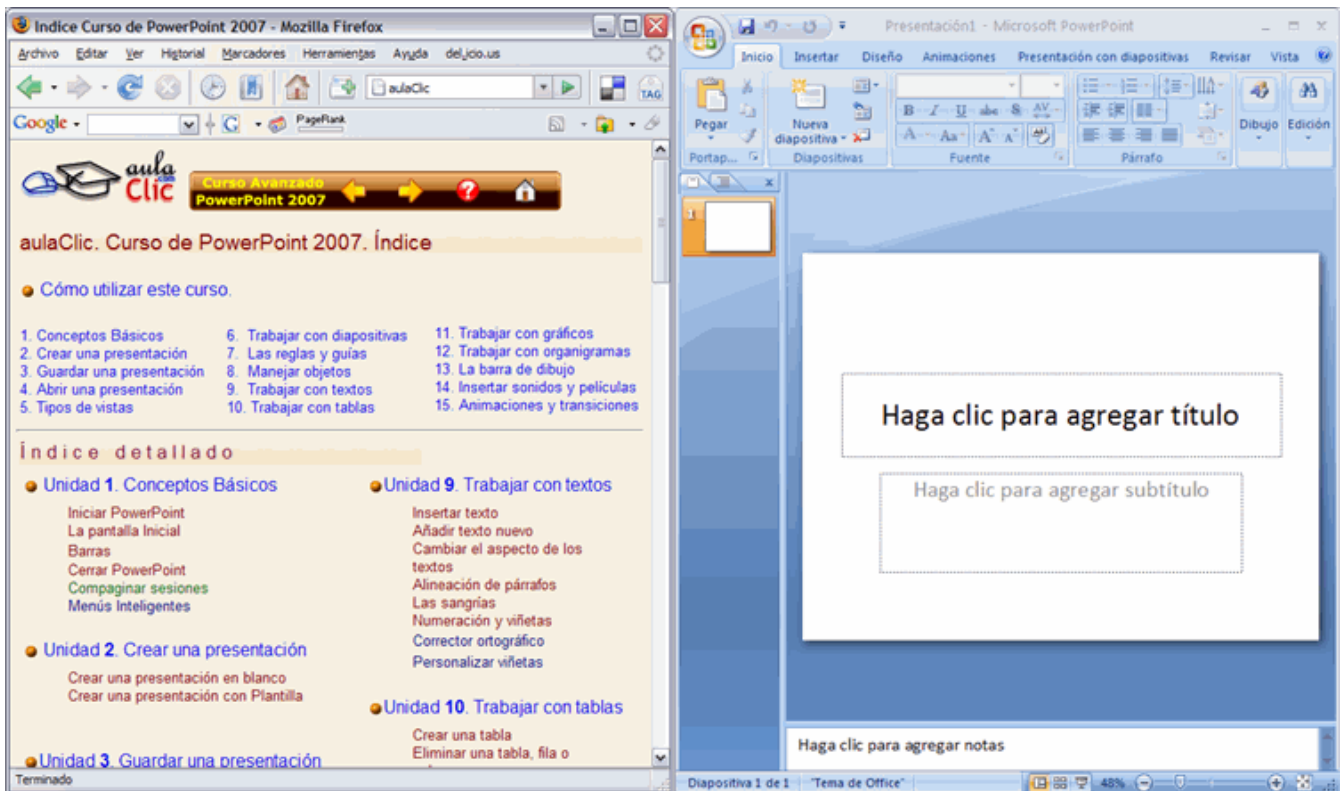 Indice Curso de PowerPoint 2007 - Mozilla Firefox
Archivo Editar Ver Historial Marcadores Herramientas Ayuda del.icio.us
aulaClic
TAG
Google
G
PageRank
aula
Clic
.com
Curso Avanzado
PowerPoint 2007
aulaClic. Curso de PowerPoint 2007. Índice
Cómo utilizar este curso.
1. Conceptos Básicos
2. Crear una presentación
3. Guardar una presentación
4. Abrir una presentación
5. Tipos de vistas
6. Trabajar con diapositivas
7. Las reglas y guías
8. Manejar objetos
9. Trabajar con textos
10. Trabajar con tablas
11. Trabajar con gráficos
12. Trabajar con organigramas
13. La barra de dibujo
14. Insertar sonidos y películas
15. Animaciones y transiciones
Índice detallado
Unidad 1. Conceptos Básicos
Iniciar PowerPoint
La pantalla Inicial
Barras
Cerrar PowerPoint
Compaginar sesiones
Menús Inteligentes
Unidad 2. Crear una presentación
Crear una presentación en blanco
Crear una presentación con Plantilla
Unidad 3. Guardar una presentación
Unidad 9. Trabajar con textos
Insertar texto
Añadir texto nuevo
Cambiar el aspecto de los
textos
Alineación de párrafos
Las sangrías
Numeración y viñetas
Corrector ortográfico
Personalizar viñetas
Unidad 10. Trabajar con tablas
Crear una tabla
Eliminar una tabla, fila o
Terminado
Presentación1 - Microsoft PowerPoint
Inicio Insertar Diseño Animaciones Presentación con diapositivas Revisar Vista
Pegar
Nueva
diapositiva
N K S abe S AV
A Aa A A
Dibujo Edición
Portap... Diapositivas Fuente Párrafo
1
Haga clic para agregar título
Haga clic para agregar subtítulo
Haga clic para agregar notas
Diapositiva 1 de 1 "Tema de Office" 48%